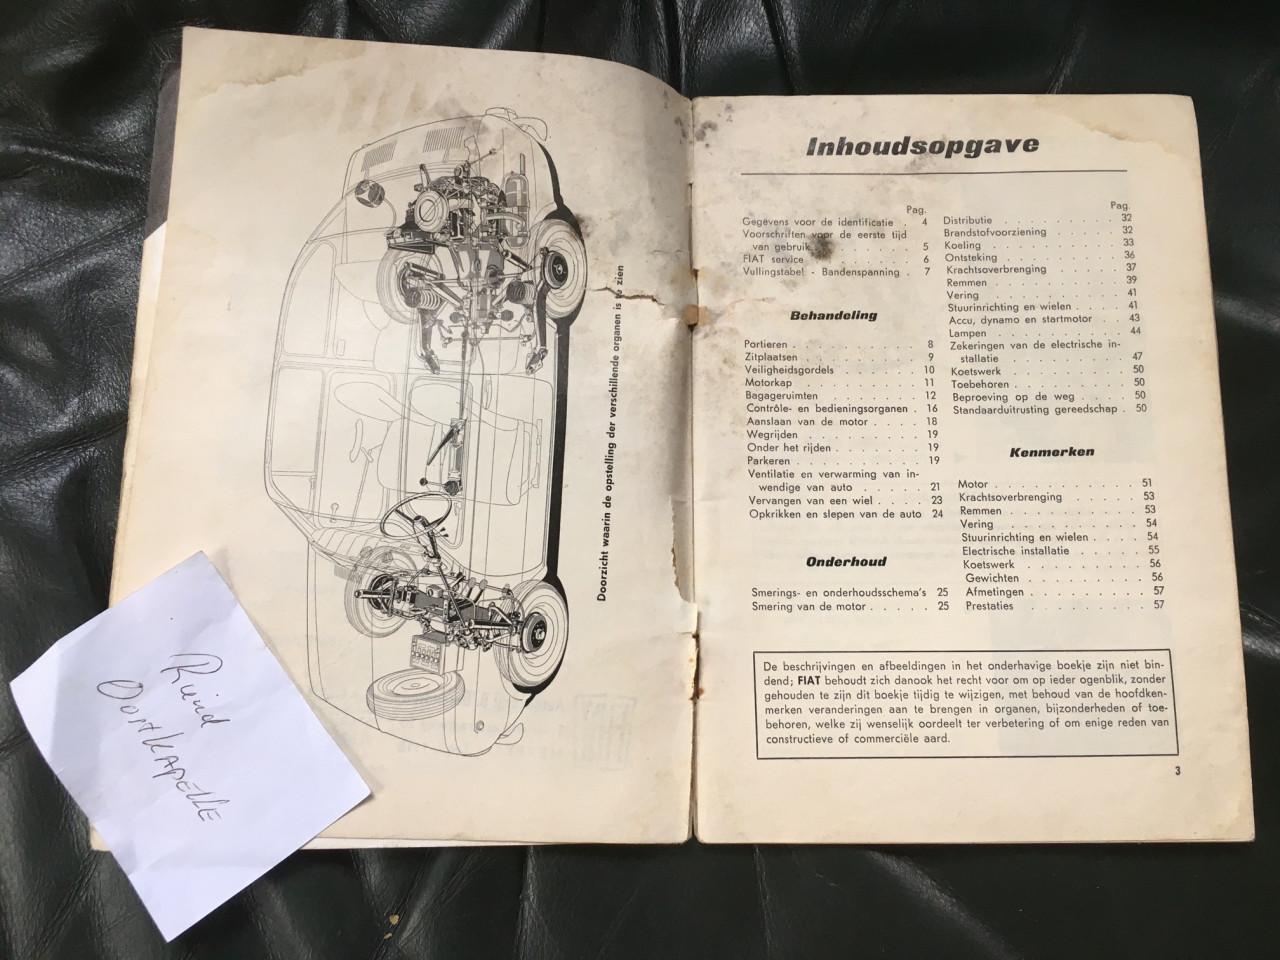 Doorzicht waarin de opstelling der verschillende organen is te zien
Ruud
Oostkapelle
Inhoudsopgave
Pag.
Gegevens voor de identificatie . 4
Voorschriften voor de eerste tijd
van gebruik . . . . . . . . 5
FIAT service . . . . . . . . 6
Vullingstabel - Bandenspanning . 7
Behandeling
Portieren . . . . . . . . . 8
Zitplaatsen . . . . . . . . 9
Veiligheidsgordels . . . . . . 10
Motorkap . . . . . . . . . 11
Bagageruimten . . . . . . . 12
Contrôle- en bedieningsorganen . 16
Aanslaan van de motor . . . . 18
Wegrijden . . . . . . . . . 19
Onder het rijden . . . . . . . 19
Parkeren . . . . . . . . . 19
Ventilatie en verwarming van in-
wendige van auto . . . . . . 21
Vervangen van een wiel . . . . 23
Opkrikken en slepen van de auto 24
Onderhoud
Smerings- en onderhoudsschema's 25
Smering van de motor . . . . . 25
Pag.
Distributie . . . . . . . . . 32
Brandstofvoorziening . . . . . 32
Koeling . . . . . . . . . . 33
Ontsteking . . . . . . . . . 36
Krachtsoverbrenging . . . . . 37
Remmen . . . . . . . . . . 39
Vering . . . . . . . . . . 41
Stuurinrichting en wielen . . . . 41
Accu, dynamo en startmotor . . 43
Lampen . . . . . . . . . . 44
Zekeringen van de electrische in-
stallatie . . . . . . . . . 47
Koetswerk . . . . . . . . . 50
Toebehoren . . . . . . . . . 50
Beproeving op de weg . . . . . 50
Standaarduitrusting gereedschap . 50
Kenmerken
Motor . . . . . . . . . . . 51
Krachtsoverbrenging . . . . . 53
Remmen . . . . . . . . . . 53
Vering . . . . . . . . . . 54
Stuurinrichting en wielen . . . . 54
Electrische installatie . . . . . 55
Koetswerk . . . . . . . . . 56
Gewichten . . . . . . . . . 56
Afmetingen . . . . . . . . . 57
Prestaties . . . . . . . . . 57
De beschrijvingen en afbeeldingen in het onderhavige boekje zijn niet bin-
dend; FIAT behoudt zich danook het recht voor om op ieder ogenblik, zonder
gehouden te zijn dit boekje tijdig te wijzigen, met behoud van de hoofdken-
merken veranderingen aan te brengen in organen, bijzonderheden of toe-
behoren, welke zij wenselijk oordeelt ter verbetering of om enige reden van
constructieve of commerciële aard.
3